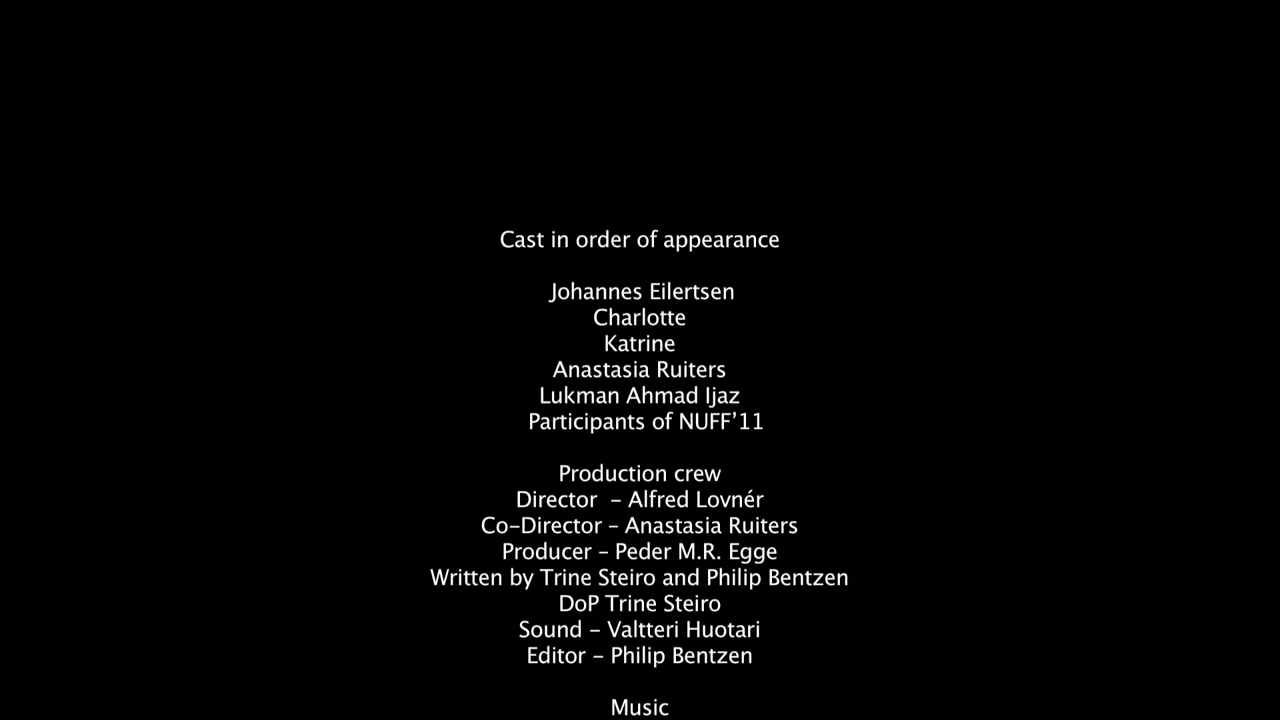 Cast in order of appearance
Johannes Eilertsen
Charlotte
Katrine
Anastasia Ruiters
Lukman Ahmad Ijaz
Participants of NUFF’11
Production crew
Director  – Alfred Lovnér
Co–Director – Anastasia Ruiters
Producer – Peder M.R. Egge
Written by Trine Steiro and Philip Bentzen
DoP Trine Steiro
Sound – Valtteri Huotari
Editor – Philip Bentzen
Music